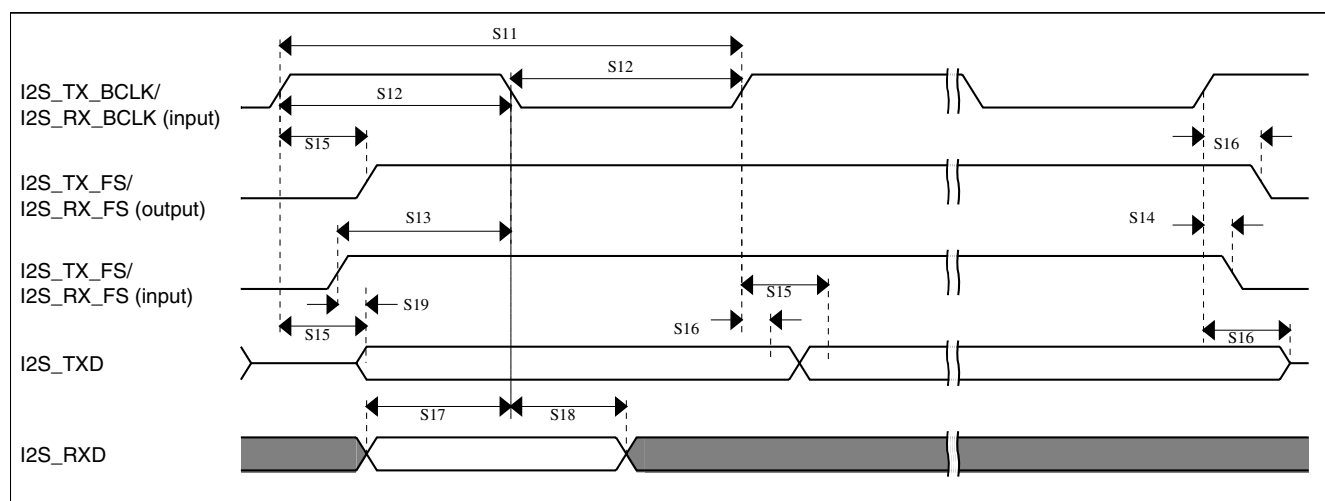 S11
S12
I2S_TX_BCLK/
I2S_RX_BCLK (input)
S12
S15
S16
I2S_TX_FS/
I2S_RX_FS (output)
S13
S14
I2S_TX_FS/
I2S_RX_FS (input)
S15
S19
S15
S16
S16
I2S_TXD
S17
S18
I2S_RXD